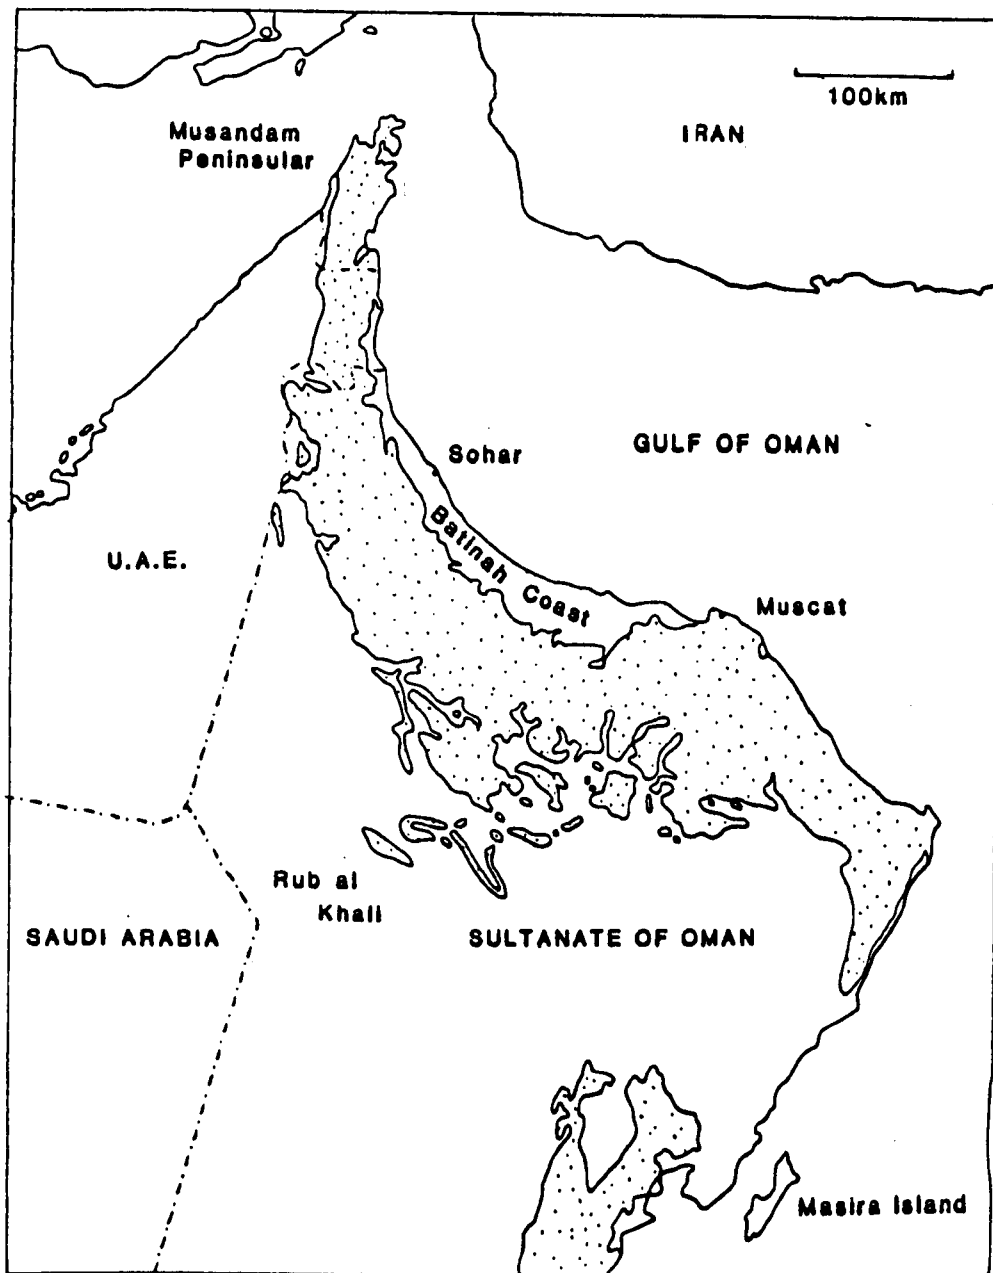 100km
IRAN
Musandam
Peninsular
GULF OF OMAN
Sohar
Batinah Coast
U.A.E.
Muscat
Rub al
Khali
SAUDI ARABIA
SULTANATE OF OMAN
Masira Island